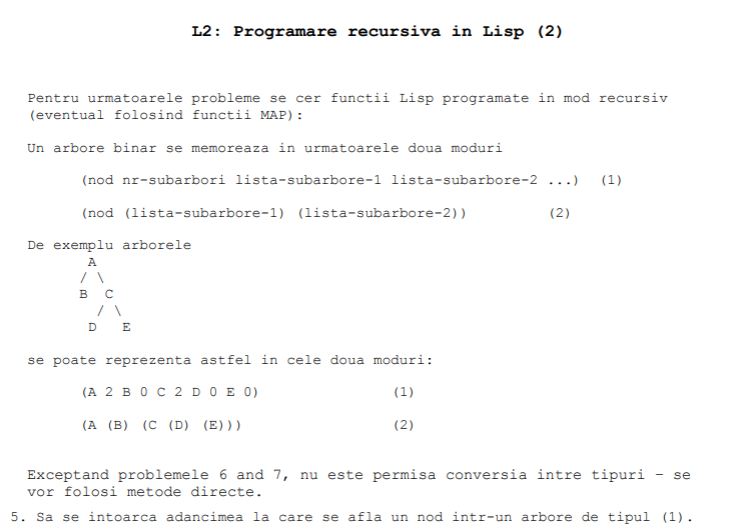 L2: Programare recursiva in Lisp (2)
Pentru urmatoarele probleme se cer functii Lisp programate in mod recursiv
(eventual folosind functii MAP):
Un arbore binar se memoreaza in urmatoarele doua moduri
(nod nr-subarbori lista-subarbore-1 lista-subarbore-2 ...) (1)
(nod (lista-subarbore-1) (lista-subarbore-2)) (2)
De exemplu arborele
A
/ \
B C
/ \
D E
se poate reprezenta astfel in cele doua moduri:
(A 2 B 0 C 2 D 0 E 0) (1)
(A (B) (C (D) (E))) (2)
Exceptand problemele 6 and 7, nu este permisa conversia intre tipuri - se
vor folosi metode directe.
5. Sa se intoarca adancimea la care se afla un nod intr-un arbore de tipul (1).